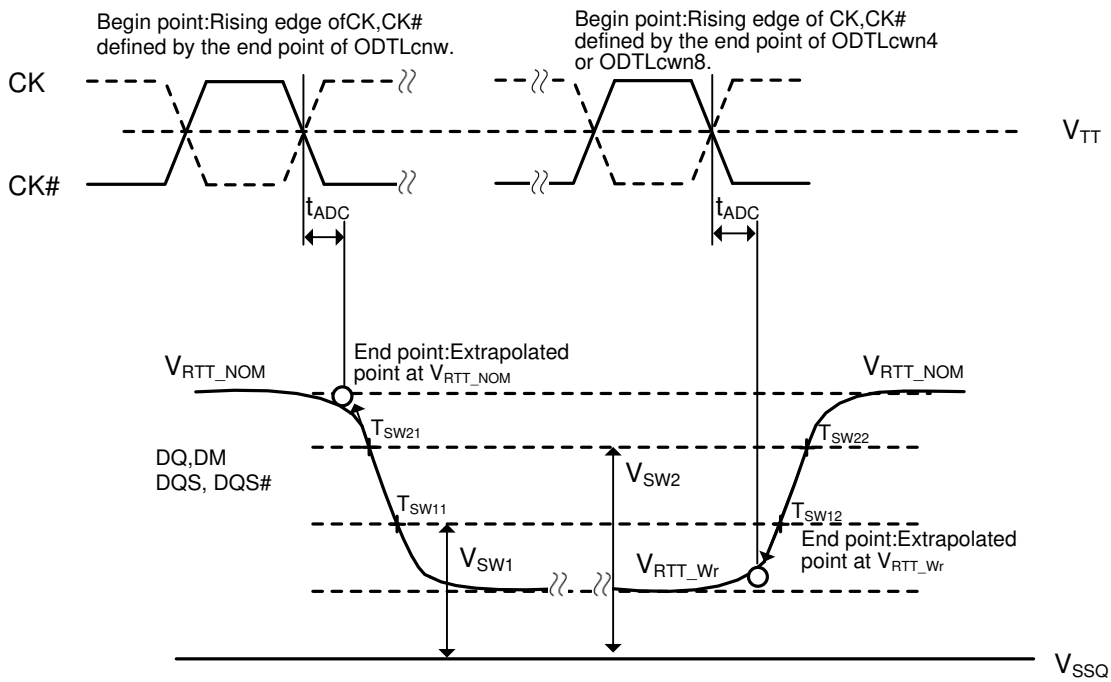 Begin point:Rising edge ofCK,CK#
defined by the end point of ODTLcnw.
Begin point:Rising edge of CK,CK#
defined by the end point of ODTLcwn4
or ODTLcwn8.
CK
VTT
CK#
tADC
tADC
End point:Extrapolated
point at VRTT_NOM
VRTT_NOM
VRTT_NOM
TSW21
TSW22
DQ,DM
DQS, DQS#
VSW2
TSW11
TSW12
End point:Extrapolated
point at VRTT_Wr
VSW1
VRTT_Wr
VSSQ